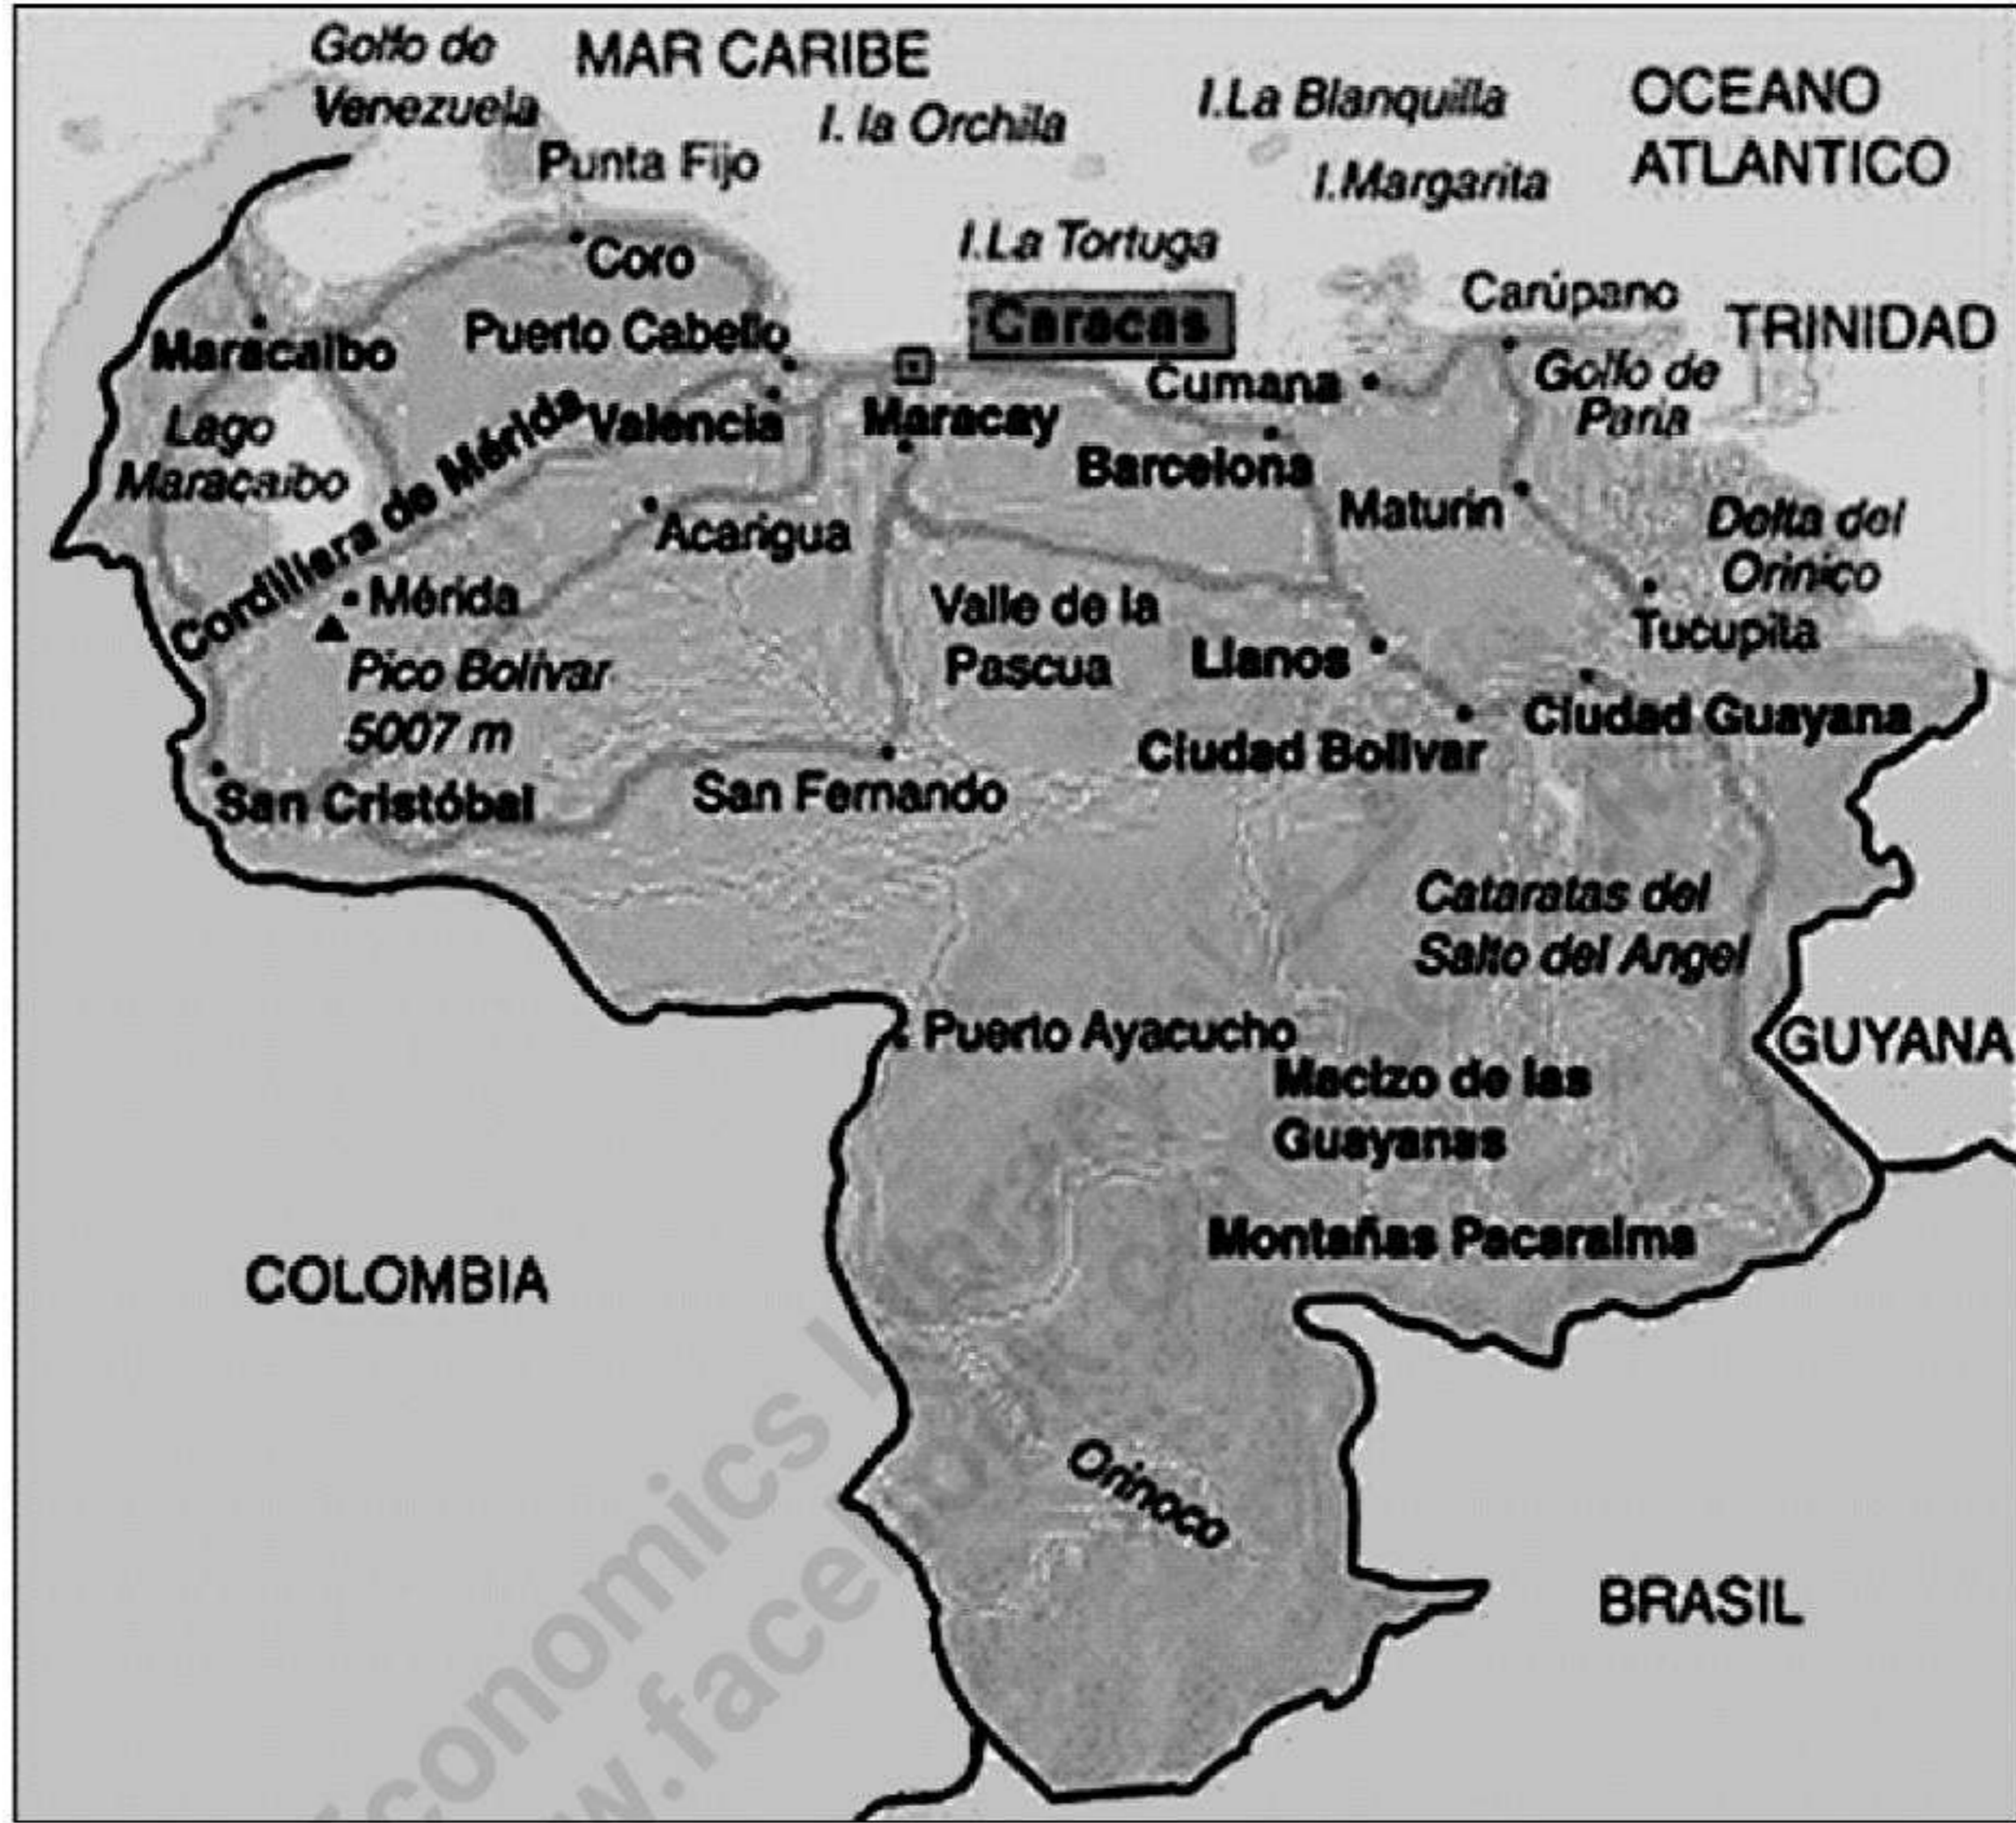 Golfo de
Venezuela
MAR CARIBE
I. la Orchila
I.La Blanquilla
OCEANO
ATLANTICO
Punta Fijo
I.Margarita
I.La Tortuga
Coro
Caracas
Carúpano
TRINIDAD
Maracaibo
Puerto Cabello
Cumana
Golfo de
Paria
Lago
Maracaibo
Cordillera de Mérida
Valencia
Maracay
Barcelona
Maturin
Acarigua
Delta del
Orinico
Mérida
Valle de la
Pascua
Llanos
Tucupita
Pico Bolívar
5007 m
Ciudad Guayana
Ciudad Bolivar
San Cristóbal
San Fernando
Cataratas del
Salto del Angel
Puerto Ayacucho
GUYANA
Macizo de las
Guayanas
Montañas Pacaraima
COLOMBIA
Orinoco
BRASIL
conomics
w.facebook